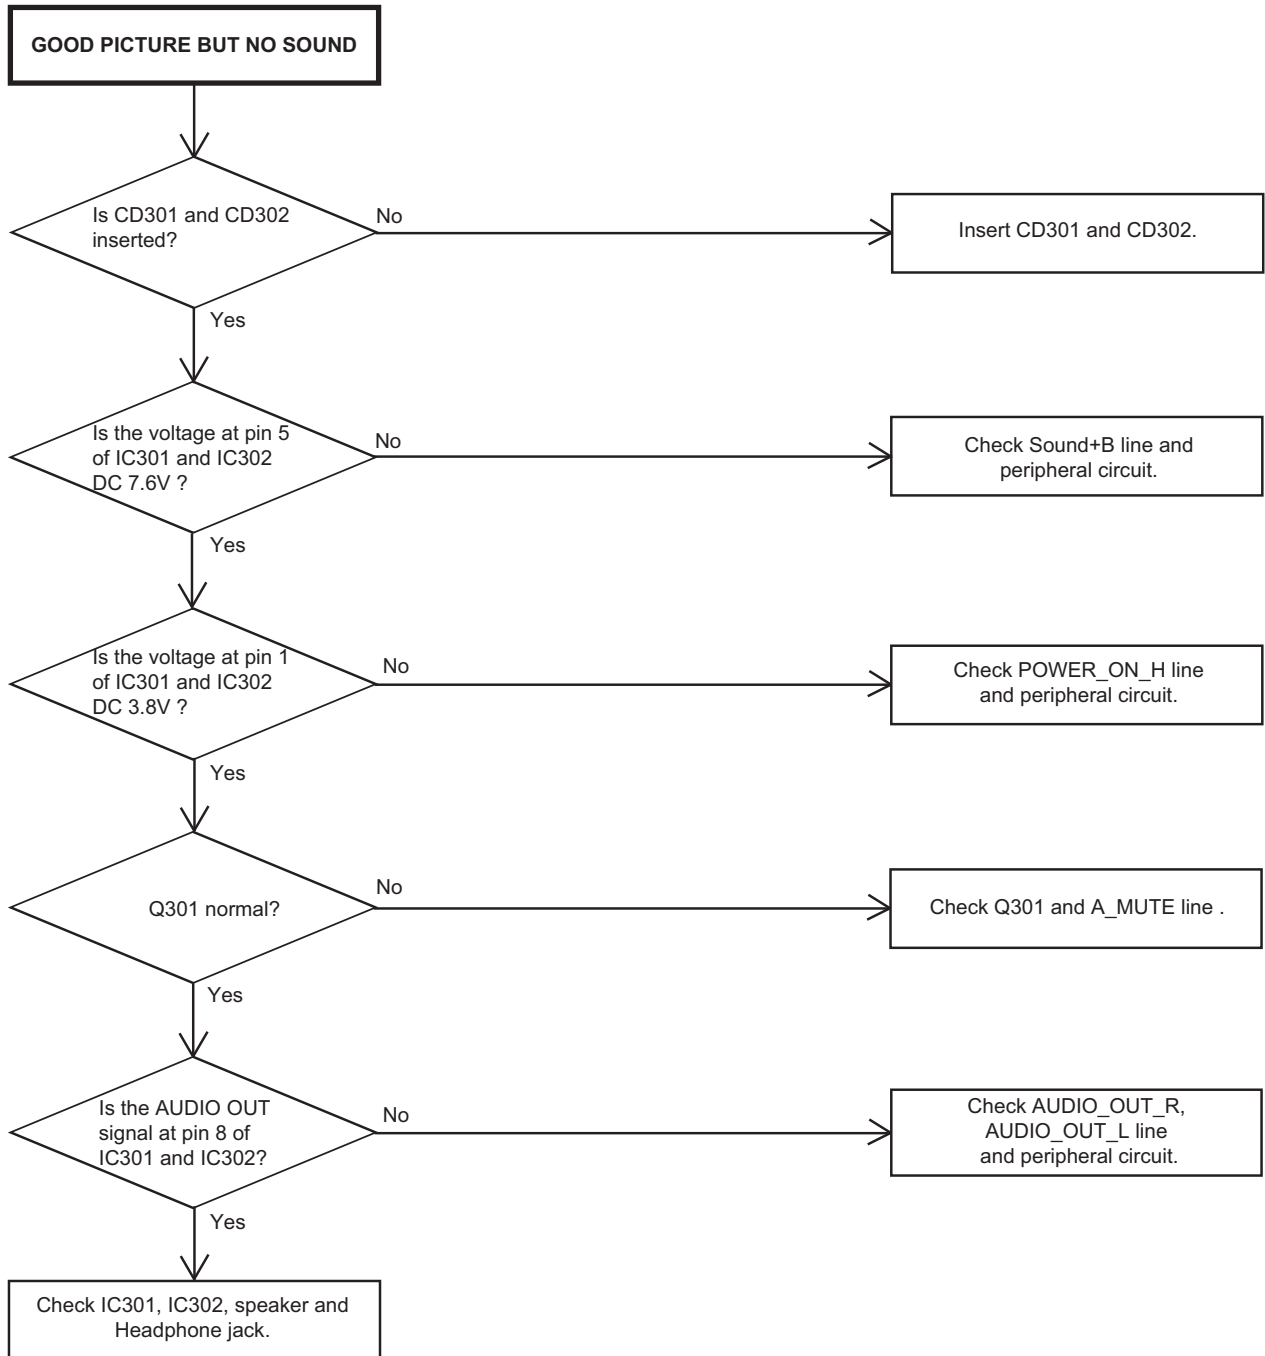 GOOD PICTURE BUT NO SOUND
Is CD301 and CD302
inserted?
No
Insert CD301 and CD302.
Yes
Is the voltage at pin 5
of IC301 and IC302
DC 7.6V ?
No
Check Sound+B line and
peripheral circuit.
Yes
Is the voltage at pin 1
of IC301 and IC302
DC 3.8V ?
No
Check POWER_ON_H line
and peripheral circuit.
Yes
Q301 normal?
No
Check Q301 and A_MUTE line .
Yes
Is the AUDIO OUT
signal at pin 8 of
IC301 and IC302?
No
Check AUDIO_OUT_R,
AUDIO_OUT_L line
and peripheral circuit.
Yes
Check IC301, IC302, speaker and
Headphone jack.